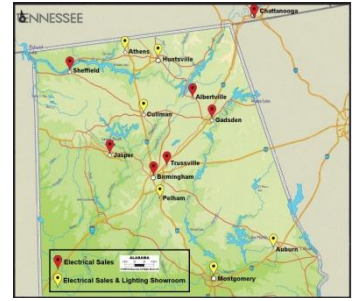 TENNESSEE
Chattanooga
Athens
Huntsville
Sheffield
Albertville
Cullman
Gadsden
Jasper
Trussville
Birmingham
Pelham
Auburn
Montgomery
Electrical Sales
ALABAMA
Electrical Sales & Lighting Showroom